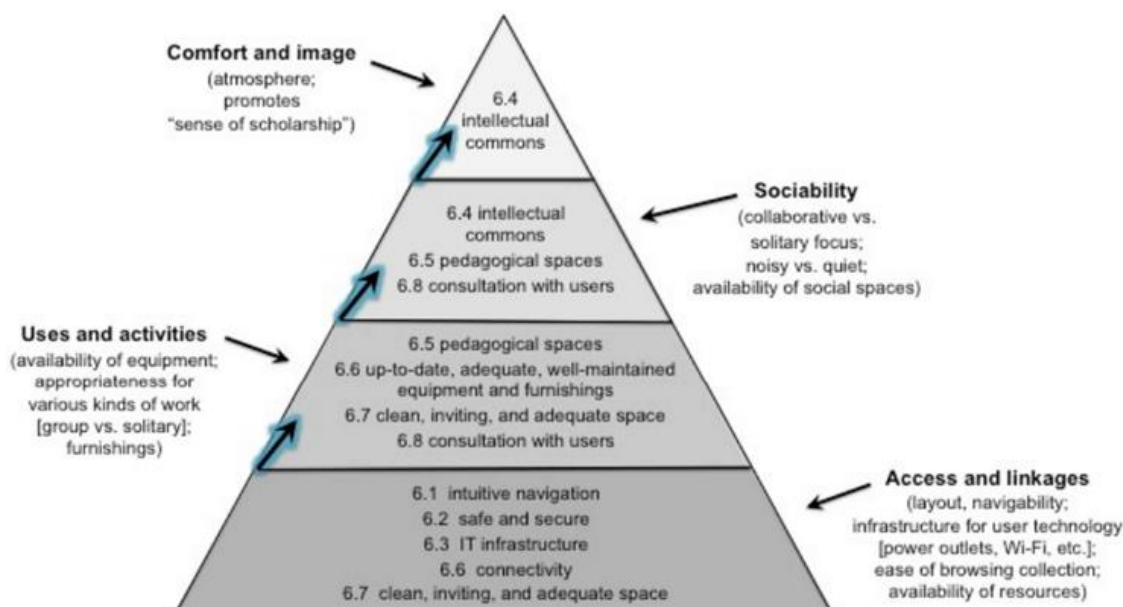 Comfort and image
(atmosphere;
promotes
“sense of scholarship”)
6.4
intellectual
commons
Sociability
(collaborative vs.
solitary focus;
noisy vs. quiet;
availability of social spaces)
6.4 intellectual
commons
6.5 pedagogical spaces
6.8 consultation with users
Uses and activities
(availability of equipment;
appropriateness for
various kinds of work
[group vs. solitary];
furnishings)
6.5 pedagogical spaces
6.6 up-to-date, adequate, well-maintained
equipment and furnishings
6.7 clean, inviting, and adequate space
6.8 consultation with users
Access and linkages
(layout, navigability;
infrastructure for user technology
[power outlets, Wi-Fi, etc.];
ease of browsing collection;
availability of resources)
6.1 intuitive navigation
6.2 safe and secure
6.3 IT infrastructure
6.6 connectivity
6.7 clean, inviting, and adequate space